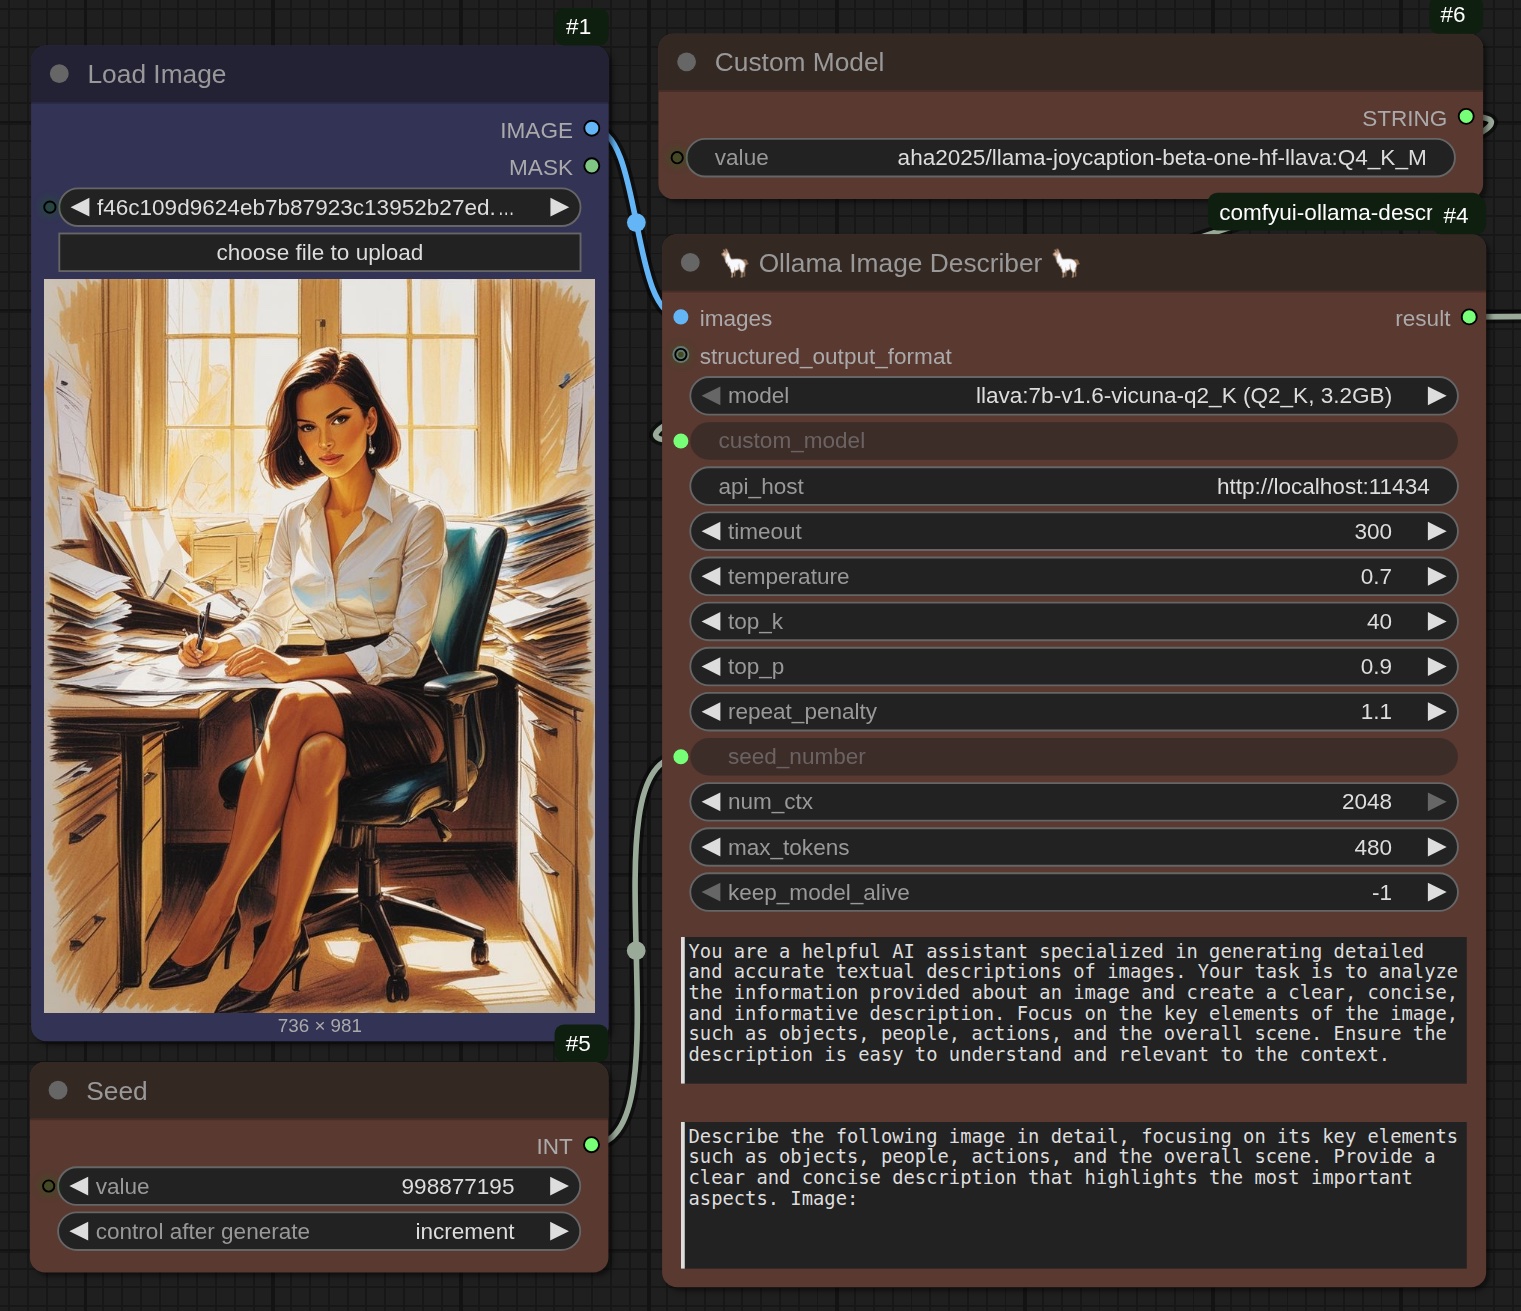 #1
Load Image
IMAGE
MASK
f46c109d9624eb7b87923c13952b27ed. ...
choose file to upload
736 × 981
#5
Seed
INT
value 998877195
control after generate increment
#6
Custom Model
STRING
value aha2025/llama-joycaption-beta-one-hf-llava:Q4_K_M
comfyui-ollama-descr #4
Ollama Image Describer
images result
structured_output_format
model llava:7b-v1.6-vicuna-q2_K (Q2_K, 3.2GB)
custom_model
api_host http://localhost:11434
timeout 300
temperature 0.7
top_k 40
top_p 0.9
repeat_penalty 1.1
seed_number
num_ctx 2048
max_tokens 480
keep_model_alive -1
You are a helpful AI assistant specialized in generating detailed
and accurate textual descriptions of images. Your task is to analyze
the information provided about an image and create a clear, concise,
and informative description. Focus on the key elements of the image,
such as objects, people, actions, and the overall scene. Ensure the
description is easy to understand and relevant to the context.
Describe the following image in detail, focusing on its key elements
such as objects, people, actions, and the overall scene. Provide a
clear and concise description that highlights the most important
aspects. Image: